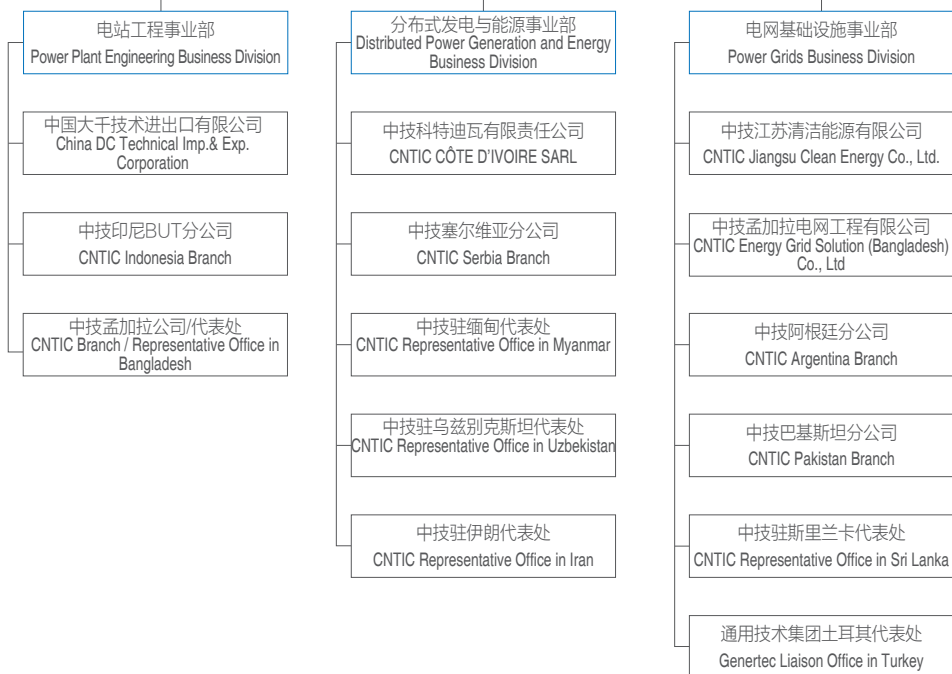 电站工程事业部
Power Plant Engineering Business Division
中国大千技术进出口有限公司
China DC Technical Imp.& Exp.
Corporation
中技印尼BUT分公司
CNTIC Indonesia Branch
中技孟加拉公司/代表处
CNTIC Branch / Representative Office in
Bangladesh
分布式发电与能源事业部
Distributed Power Generation and Energy
Business Division
中技科特迪瓦有限责任公司
CNTIC CÔTE D'IVOIRE SARL
中技塞尔维亚分公司
CNTIC Serbia Branch
中技驻缅甸代表处
CNTIC Representative Office in Myanmar
中技驻乌兹别克斯坦代表处
CNTIC Representative Office in Uzbekistan
中技驻伊朗代表处
CNTIC Representative Office in Iran
电网基础设施事业部
Power Grids Business Division
中技江苏清洁能源有限公司
CNTIC Jiangsu Clean Energy Co., Ltd.
中技孟加拉电网工程有限公司
CNTIC Energy Grid Solution (Bangladesh)
Co., Ltd
中技阿根廷分公司
CNTIC Argentina Branch
中技巴基斯坦分公司
CNTIC Pakistan Branch
中技驻斯里兰卡代表处
CNTIC Representative Office in Sri Lanka
通用技术集团土耳其代表处
Genertec Liaison Office in Turkey